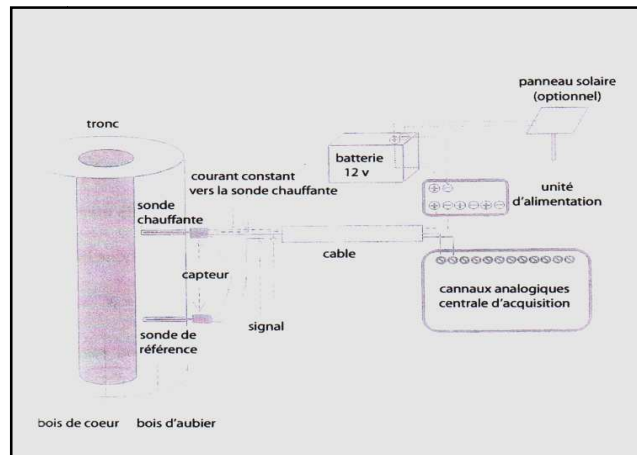 panneau solaire
(optionnel)
tronc
batterie
12 v
courant constant
vers la sonde chauffante
unité
d'alimentation
sonde
chauffante
cable
capteur
cannaux analogiques
centrale d'acquisition
signal
sonde de
référence
bois de coeur
bois d'aubier